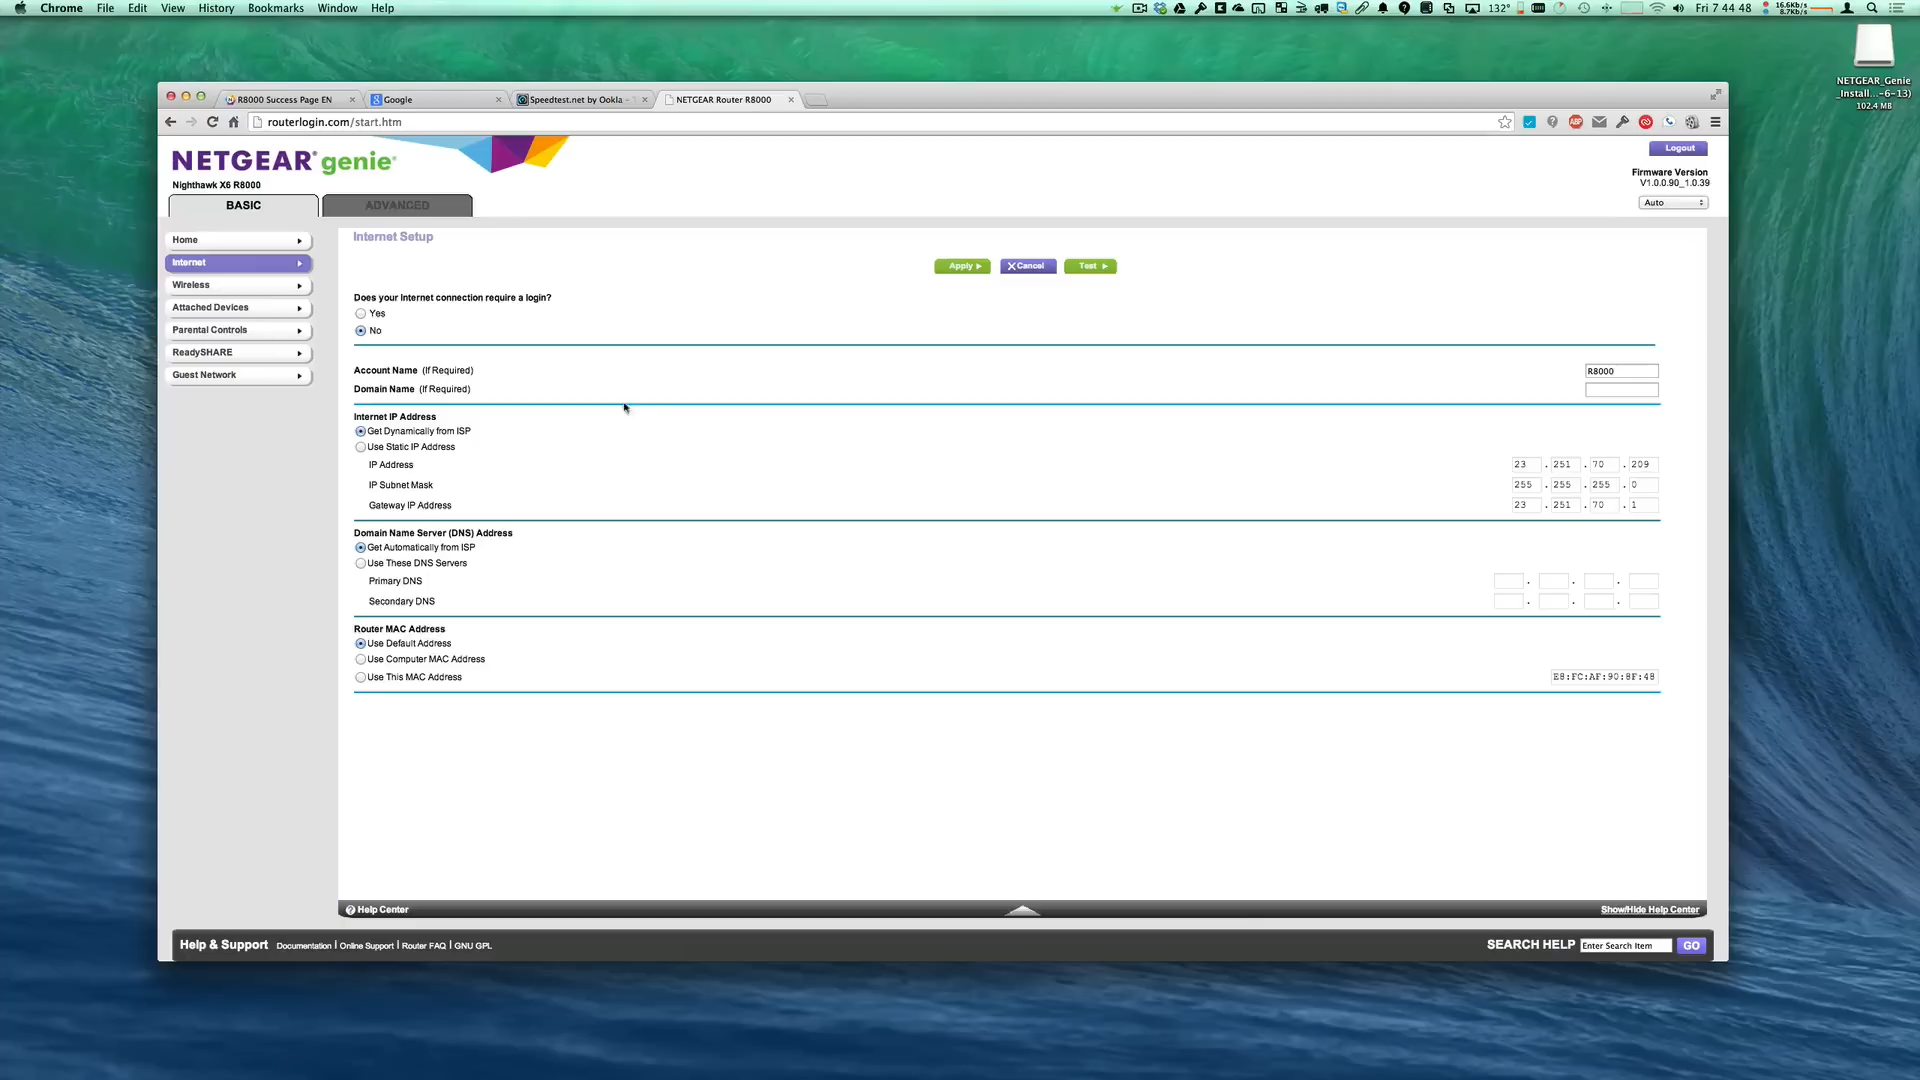 Chrome File Edit View History Bookmarks Window Help 132° Fri 7 44 48 16.6Kb/s
8.7Kb/s
NETGEAR_Genie
_Install...-6-13)
102.4 MB
R8000 Success Page EN Google Speedtest.net by Ookla - T NETGEAR Router R8000
routerlogin.com/start.htm
NETGEAR® genie®
Nighthawk X6 R8000
Logout
Firmware Version
V1.0.0.90_1.0.39
Auto
BASIC ADVANCED
Home
Internet
Wireless
Attached Devices
Parental Controls
ReadySHARE
Guest Network
Internet Setup
Apply Cancel Test
Does your Internet connection require a login?
Yes
No
Account Name (If Required) R8000
Domain Name (If Required)
Internet IP Address
Get Dynamically from ISP
Use Static IP Address
IP Address 23 . 251 . 70 . 209
IP Subnet Mask 255 . 255 . 255 . 0
Gateway IP Address 23 . 251 . 70 . 1
Domain Name Server (DNS) Address
Get Automatically from ISP
Use These DNS Servers
Primary DNS . . .
Secondary DNS . . .
Router MAC Address
Use Default Address
Use Computer MAC Address
Use This MAC Address E8:FC:AF:90:8F:48
Help Center Show/Hide Help Center
Help & Support Documentation | Online Support | Router FAQ | GNU GPL SEARCH HELP Enter Search Item GO